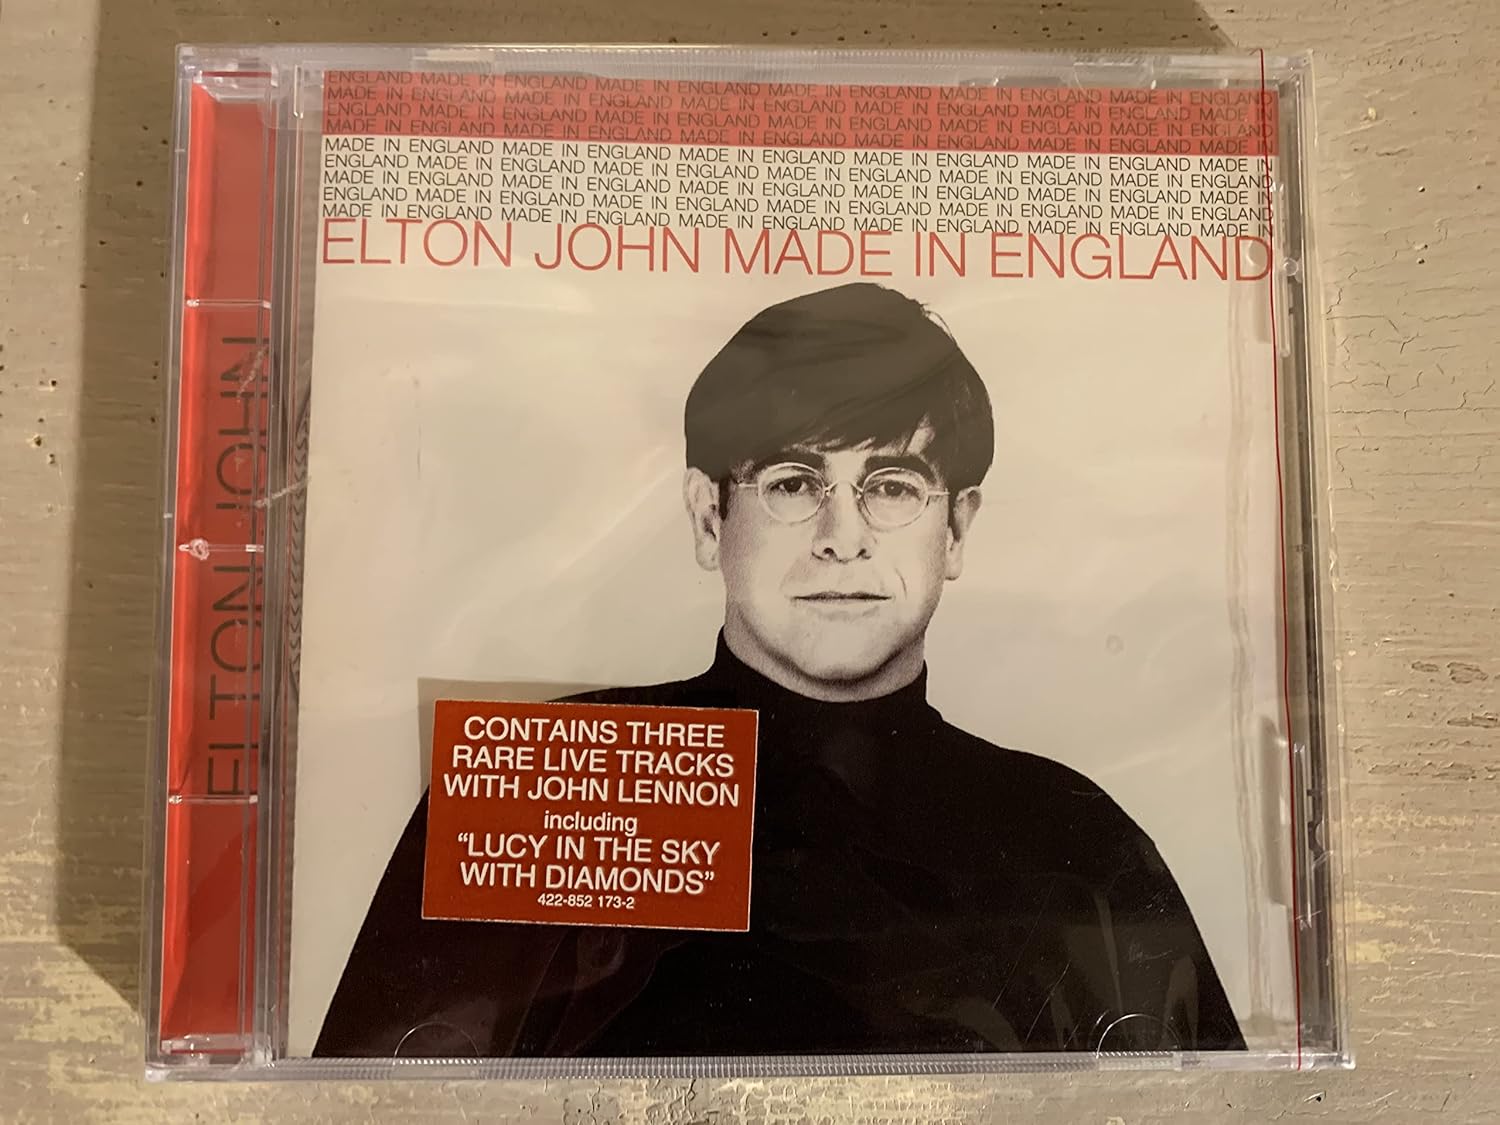 ENGLAND MADE IN ENGLAND MADE IN ENGLAND MADE IN ENGLAND MADE IN ENGLAND MADE IN ENGLAND
MADE IN ENGLAND MADE IN ENGLAND MADE IN ENGLAND MADE IN ENGLAND MADE IN ENGLAND MADE IN
ENGLAND MADE IN ENGLAND MADE IN ENGLAND MADE IN ENGLAND MADE IN ENGLAND MADE IN ENGLAND
MADE IN ENGLAND MADE IN ENGLAND MADE IN ENGLAND MADE IN ENGLAND MADE IN ENGLAND MADE IN
MADE IN ENGLAND MADE IN ENGLAND MADE IN ENGLAND MADE IN ENGLAND MADE IN ENGLAND MADE IN
ENGLAND MADE IN ENGLAND MADE IN ENGLAND MADE IN ENGLAND MADE IN ENGLAND MADE IN ENGLAND
MADE IN ENGLAND MADE IN ENGLAND MADE IN ENGLAND MADE IN ENGLAND MADE IN ENGLAND MADE IN
ENGLAND MADE IN ENGLAND MADE IN ENGLAND MADE IN ENGLAND MADE IN ENGLAND MADE IN ENGLAND
MADE IN ENGLAND MADE IN ENGLAND MADE IN ENGLAND MADE IN ENGLAND MADE IN ENGLAND MADE IN
ELTON JOHN MADE IN ENGLAND
ELTON JOHN
CONTAINS THREE
RARE LIVE TRACKS
WITH JOHN LENNON
including
“LUCY IN THE SKY
WITH DIAMONDS”
422-852 173-2